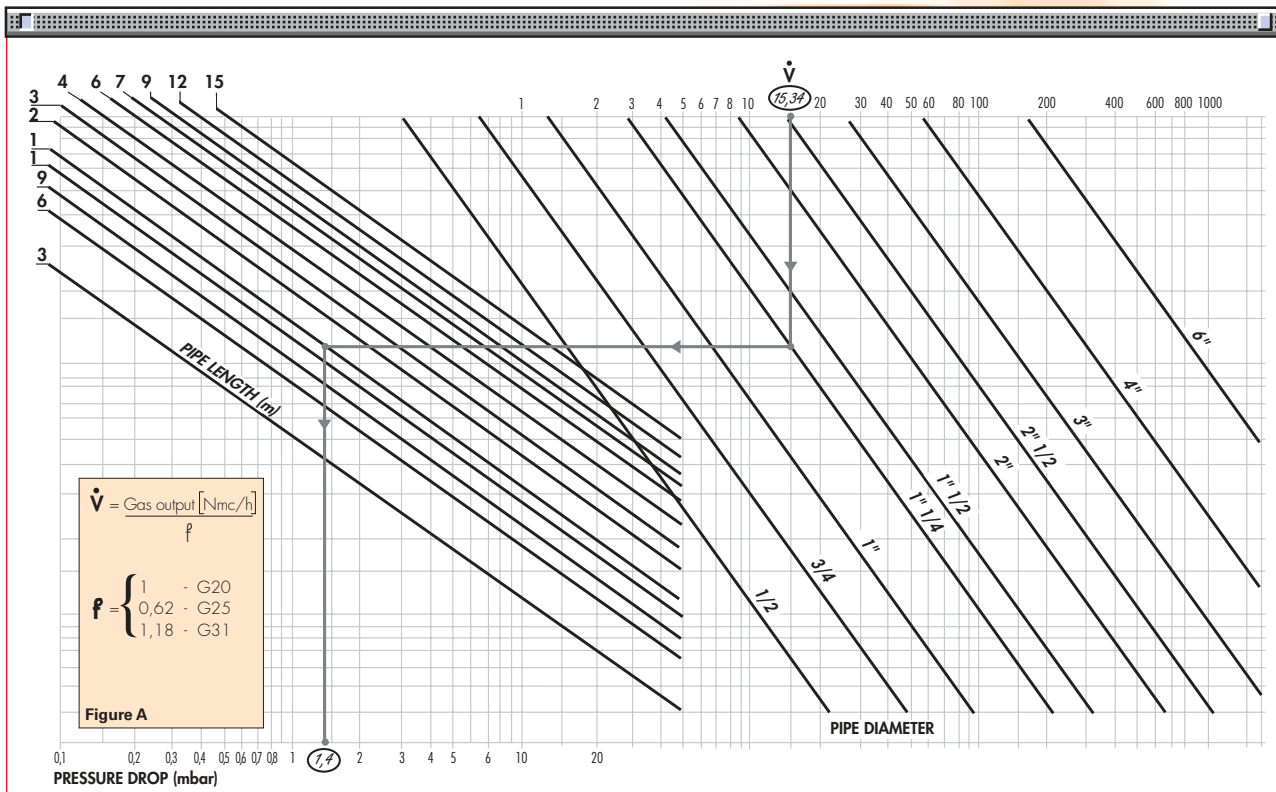 4 6 7 9 12 15
3
2
1
1
9
6
3
V̇
1 2 3 4 5 6 7 8 10 15,34 20 30 40 50 60 80 100 200 400 600 800 1000
PIPE LENGTH (m)
6"
4"
3"
2" 1/2
2"
1" 1/2
1" 1/4
1"
3/4
1/2
V̇ = Gas output [Nmc/h]
f
f = { 1 - G20
0,62 - G25
1,18 - G31
Figure A
PIPE DIAMETER
0,1 0,2 0,3 0,4 0,5 0,6 0,7 0,8 1 1,4 2 3 4 5 6 10 20
PRESSURE DROP (mbar)